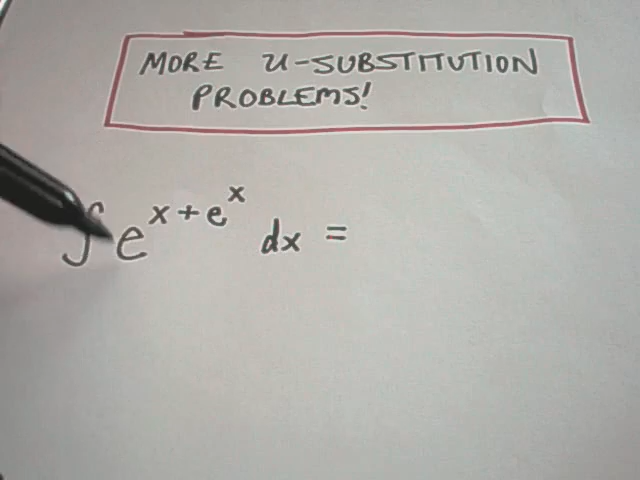 MORE U-SUBSTITUTION
PROBLEMS!
∫e^{x+e^x} dx =